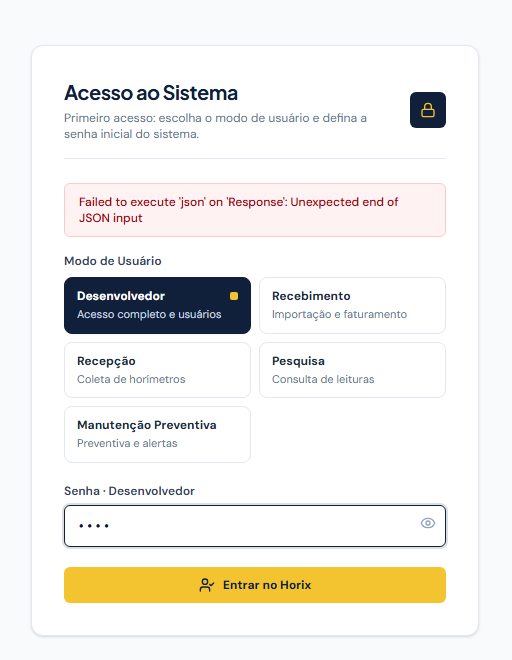 Acesso ao Sistema
Primeiro acesso: escolha o modo de usuário e defina a
senha inicial do sistema.
Failed to execute 'json' on 'Response': Unexpected end of
JSON input
Modo de Usuário
Desenvolvedor
Acesso completo e usuários
Recebimento
Importação e faturamento
Recepção
Coleta de horímetros
Pesquisa
Consulta de leituras
Manutenção Preventiva
Preventiva e alertas
Senha · Desenvolvedor
••••
Entrar no Horix